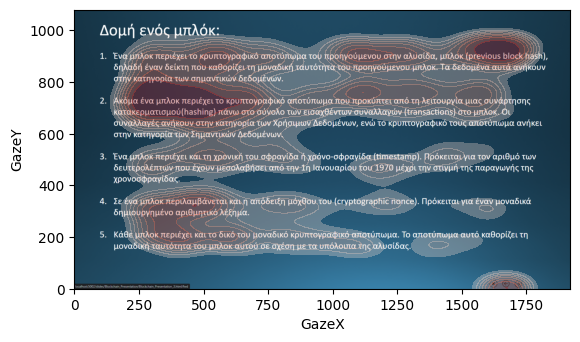 Δομή ενός μπλόκ:
1. Ένα μπλοκ περιέχει το κρυπτογραφικό αποτύπωμα του προηγούμενου στην αλυσίδα, μπλοκ (previous block hash),
δηλαδή έναν δείκτη που καθορίζει τη μοναδική ταυτότητα του προηγούμενου μπλοκ. Τα δεδομένα αυτά ανήκουν
στην κατηγορία των σημαντικών δεδομένων.
2. Ακόμα ένα μπλοκ περιέχει το κρυπτογραφικό αποτύπωμα που προκύπτει από τη λειτουργία μιας συνάρτησης
κατακερματισμού(hashing) πάνω στο σύνολο των εισαχθέντων συναλλαγών (transactions) στο μπλοκ. Οι
συναλλαγές ανήκουν στην κατηγορία των Χρήσιμων Δεδομένων, ενώ το κρυπτογραφικό τους αποτύπωμα ανήκει
στην κατηγορία των Σημαντικών Δεδομένων.
3. Ένα μπλοκ περιέχει και τη χρονική του σφραγίδα ή χρόνο-σφραγίδα (timestamp). Πρόκειται για τον αριθμό των
δευτερολέπτων που έχουν μεσολαβήσει από την 1η Ιανουαρίου του 1970 μέχρι την στιγμή της παραγωγής της
χρονοσφραγίδας.
4. Σε ένα μπλοκ περιλαμβάνεται και η απόδειξη μόχθου του (cryptographic nonce). Πρόκειται για έναν μοναδικά
δημιουργημένο αριθμητικό λέξημα.
5. Κάθε μπλοκ περιέχει και το δικό του μοναδικό κρυπτογραφικό αποτύπωμα. Το αποτύπωμα αυτό καθορίζει τη
μοναδική ταυτότητα του μπλοκ αυτού σε σχέση με τα υπόλοιπα της αλυσίδας.
GazeY
1000
800
600
400
200
0
0 250 500 750 1000 1250 1500 1750
GazeX